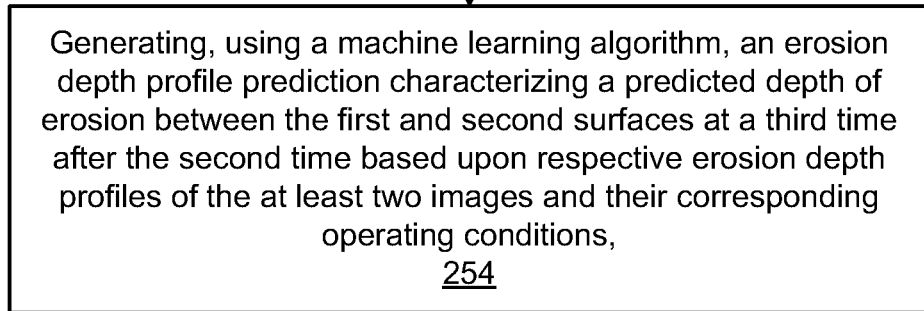 Generating, using a machine learning algorithm, an erosion
depth profile prediction characterizing a predicted depth of
erosion between the first and second surfaces at a third time
after the second time based upon respective erosion depth
profiles of the at least two images and their corresponding
operating conditions,
254